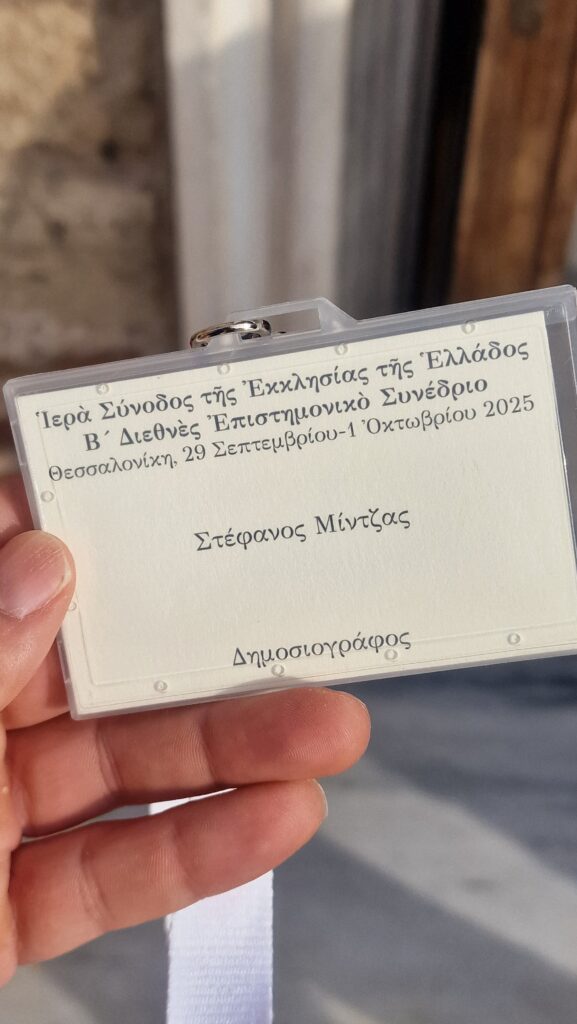 Ἱερὰ Σύνοδος τῆς Ἐκκλησίας τῆς Ἑλλάδος
Β´ Διεθνὲς Ἐπιστημονικὸ Συνέδριο
Θεσσαλονίκη, 29 Σεπτεμβρίου-1 Ὀκτωβρίου 2025
Στέφανος Μίντζας
Δημοσιογράφος